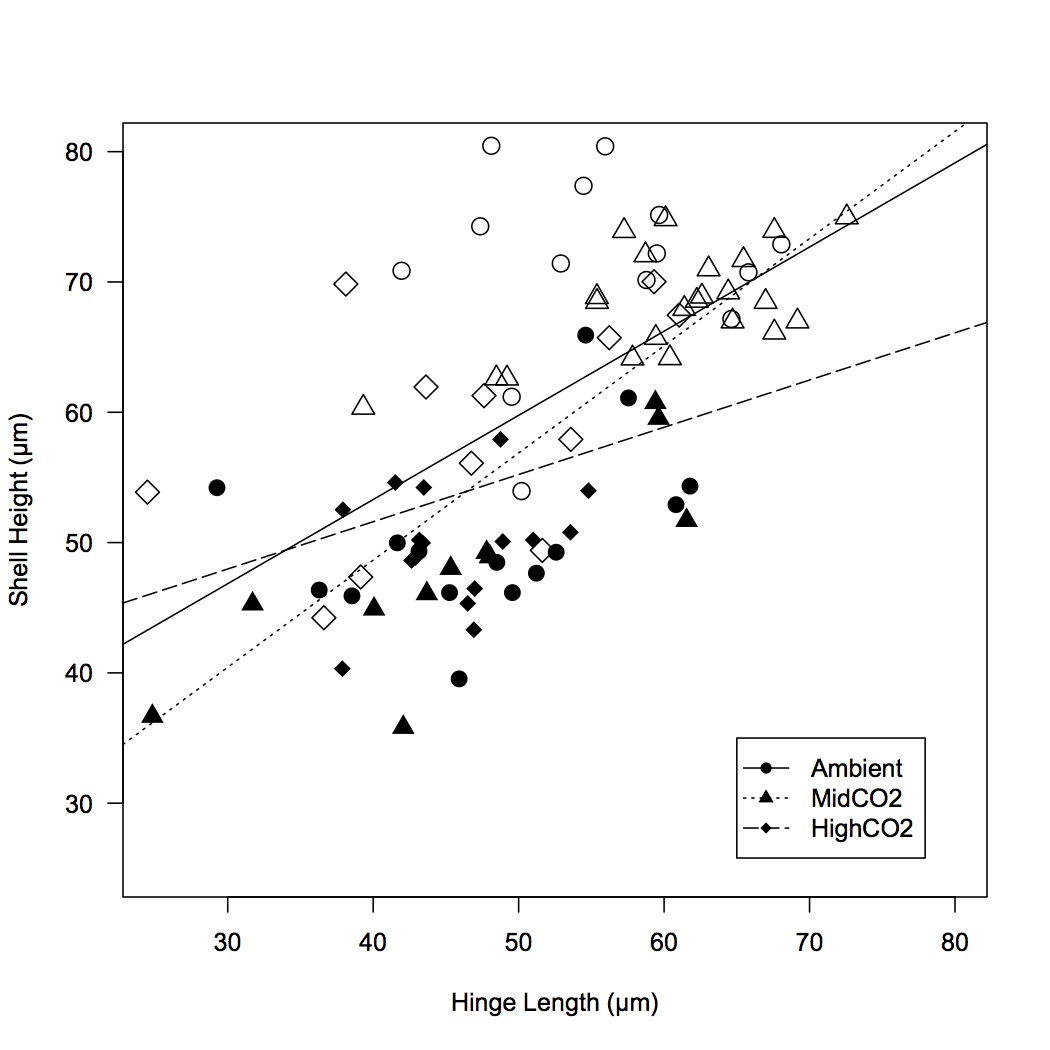 80
70
60
50
40
30
Shell Height (µm)
30 40 50 60 70 80
Hinge Length (µm)
Ambient
MidCO2
HighCO2